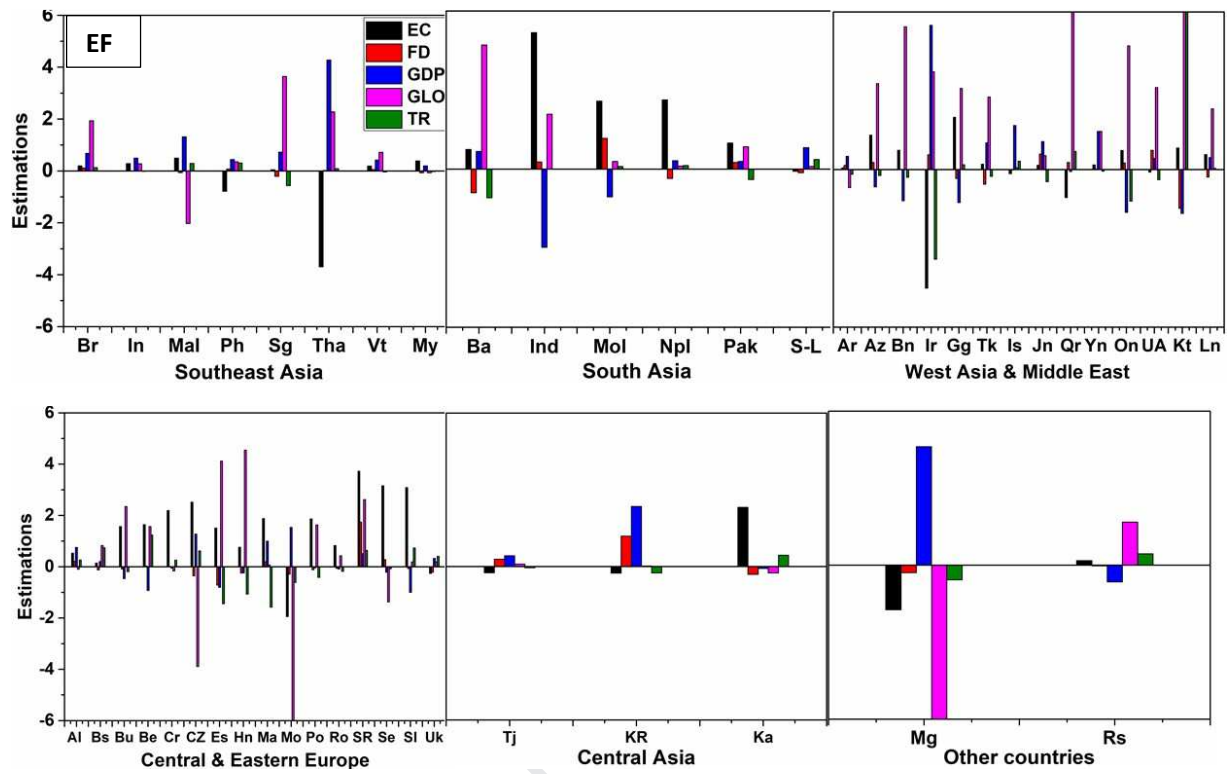 EF
EC
FD
GDP
GLO
TR
Estimations
6
4
2
0
-2
-4
-6
Br In Mal Ph Sg Tha Vt My
Southeast Asia
Ba Ind Mol Npl Pak S-L
South Asia
Ar Az Bn Ir Gg Tk Is Jn Qr Yn On UA Kt Ln
West Asia & Middle East
Estimations
6
4
2
0
-2
-4
-6
Al Bs Bu Be Cr CZ Es Hn Ma Mo Po Ro SR Se Sl Uk
Central & Eastern Europe
Tj KR Ka
Central Asia
Mg Rs
Other countries